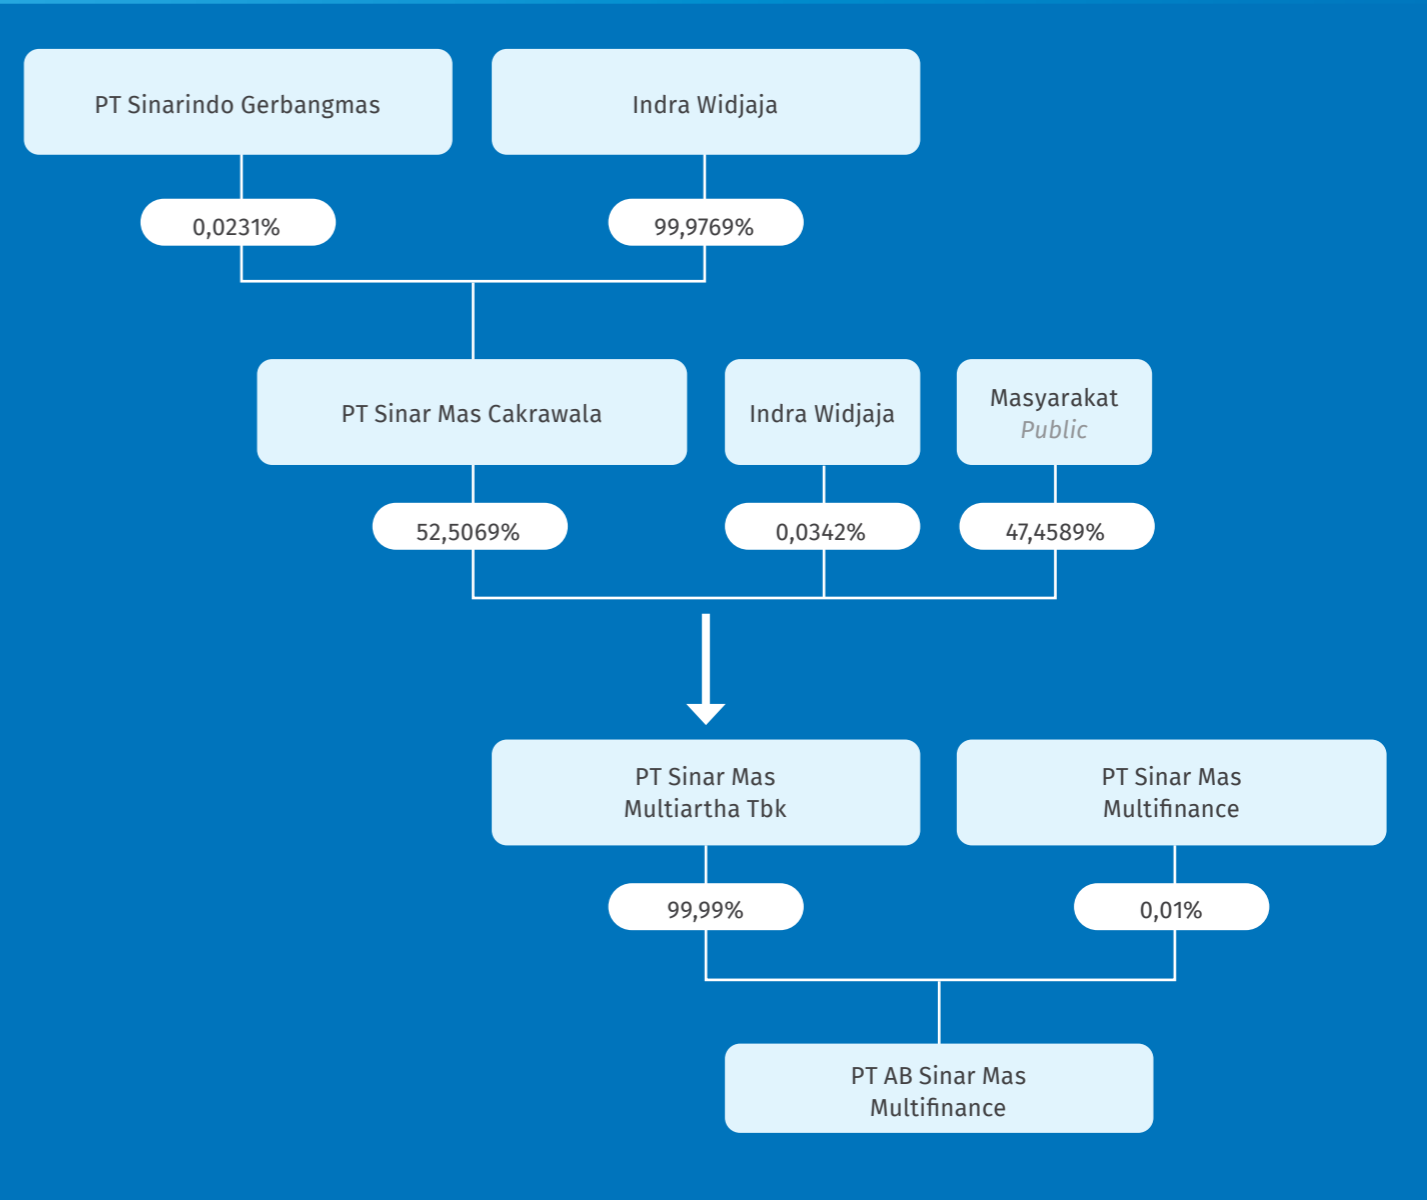 PT Sinarindo Gerbangmas
Indra Widjaja
0,0231%
99,9769%
PT Sinar Mas Cakrawala
Indra Widjaja
Masyarakat
Public
52,5069%
0,0342%
47,4589%
PT Sinar Mas
Multiartha Tbk
PT Sinar Mas
Multifinance
99,99%
0,01%
PT AB Sinar Mas
Multifinance